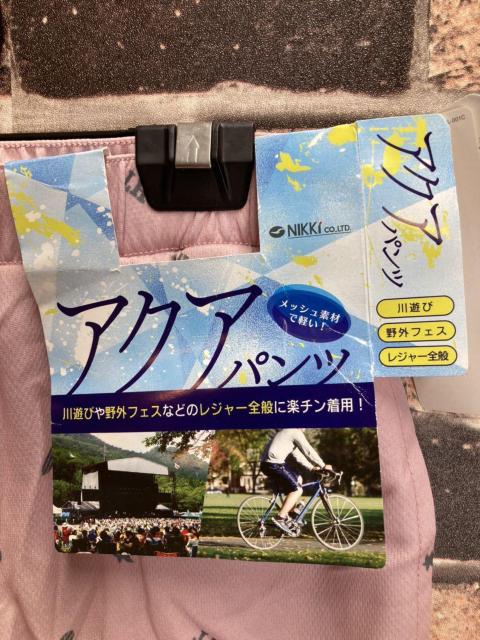 NIKKI CO.,LTD.
アクア
パンツ
メッシュ素材
で軽い!
川遊びや野外フェスなどのレジャー全般に楽チン着用!
アクア
パンツ
川遊び
野外フェス
レジャー全般